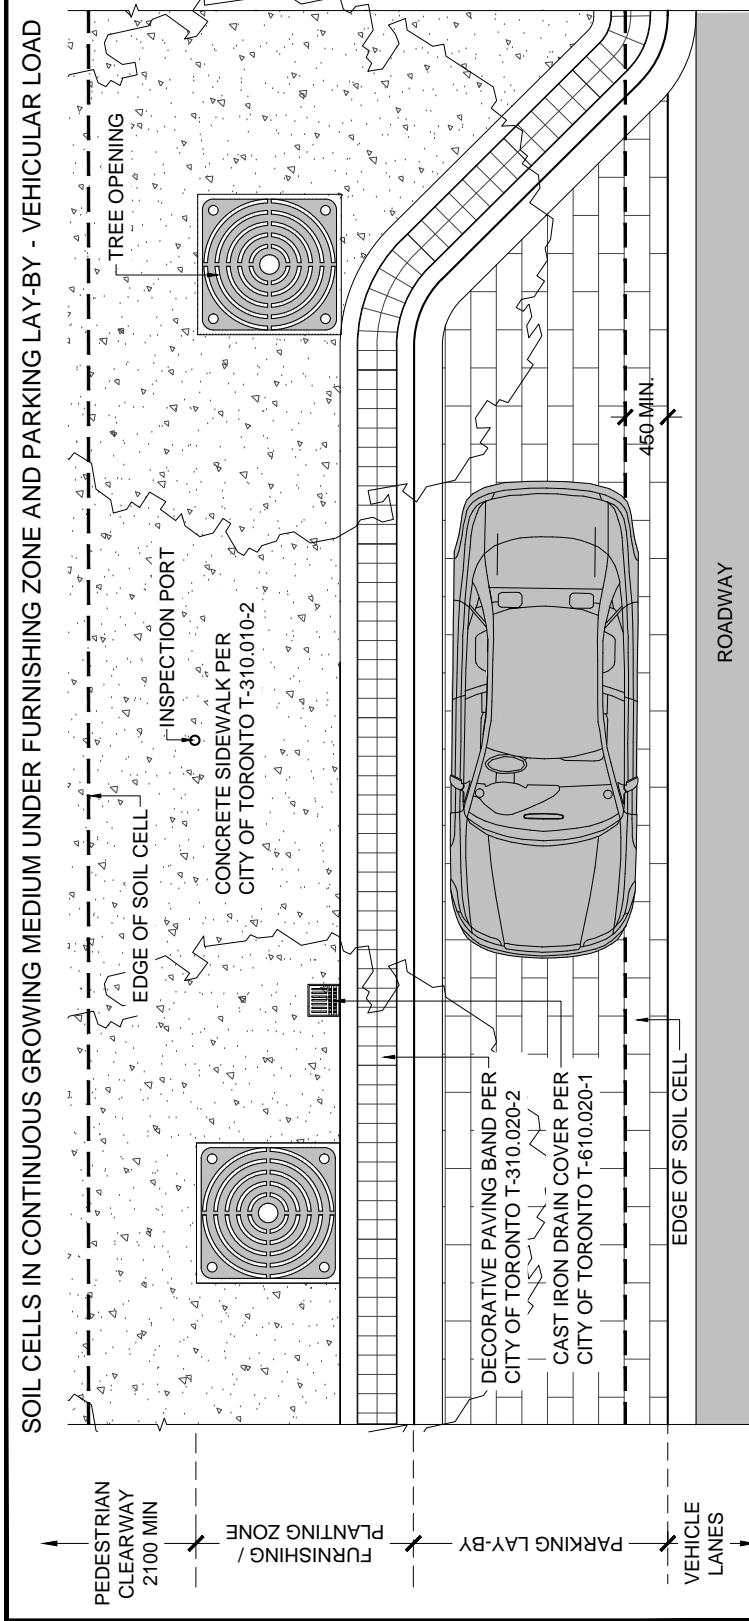 SOIL CELLS IN CONTINUOUS GROWING MEDIUM UNDER FURNISHING ZONE AND PARKING LAY-BY - VEHICULAR LOAD
PEDESTRIAN
CLEARWAY
2100 MIN
FURNISHING /
PLANTING ZONE
PARKING LAY-BY
VEHICLE
LANES
TREE OPENING
INSPECTION PORT
EDGE OF SOIL CELL
CONCRETE SIDEWALK PER
CITY OF TORONTO T-310.010-2
DECORATIVE PAVING BAND PER
CITY OF TORONTO T-310.020-2
CAST IRON DRAIN COVER PER
CITY OF TORONTO T-610.020-1
EDGE OF SOIL CELL
450 MIN.
ROADWAY